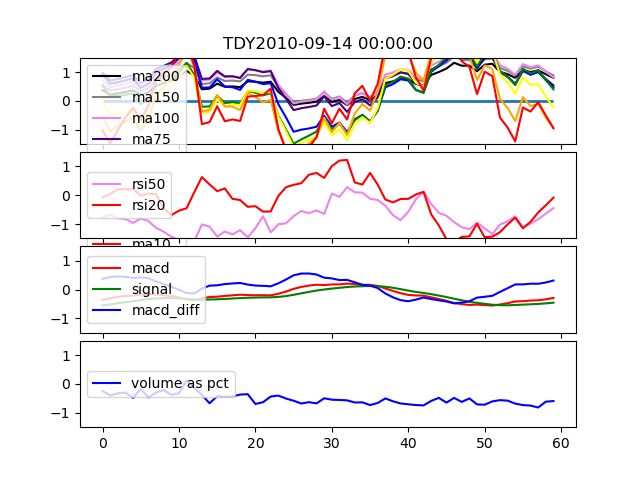 TDY2010-09-14 00:00:00
1
0
−1
ma200
ma150
ma100
ma75
1
0
−1
rsi50
rsi20
ma10
1
0
−1
macd
signal
macd_diff
1
0
−1
volume as pct
0 10 20 30 40 50 60